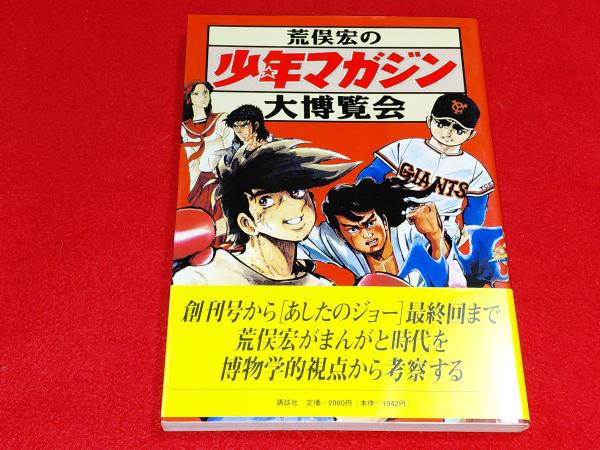 荒俣宏の
少年マガジン
大博覧会
GIANTS
創刊号から[あしたのジョー]最終回まで
荒俣宏がまんがと時代を
博物学的視点から考察する
講談社 定価=2000円[本体=1942円]